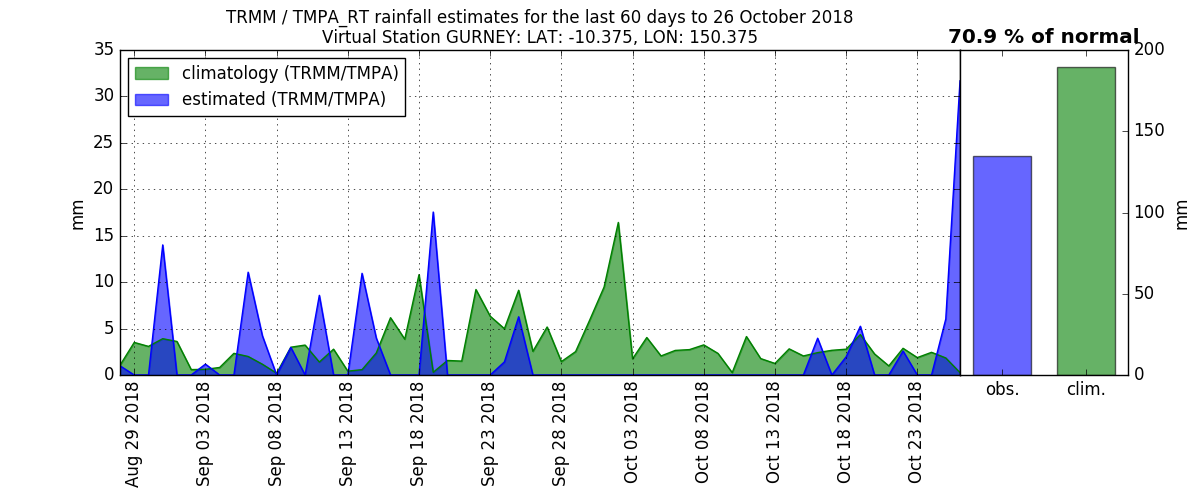 TRMM / TMPA_RT rainfall estimates for the last 60 days to 26 October 2018
Virtual Station GURNEY: LAT: -10.375, LON: 150.375
70.9 % of normal
climatology (TRMM/TMPA)
estimated (TRMM/TMPA)
35
30
25
20
15
10
5
0
mm
Aug 29 2018
Sep 03 2018
Sep 08 2018
Sep 13 2018
Sep 18 2018
Sep 23 2018
Sep 28 2018
Oct 03 2018
Oct 08 2018
Oct 13 2018
Oct 18 2018
Oct 23 2018
obs.
clim.
200
150
100
50
0
mm